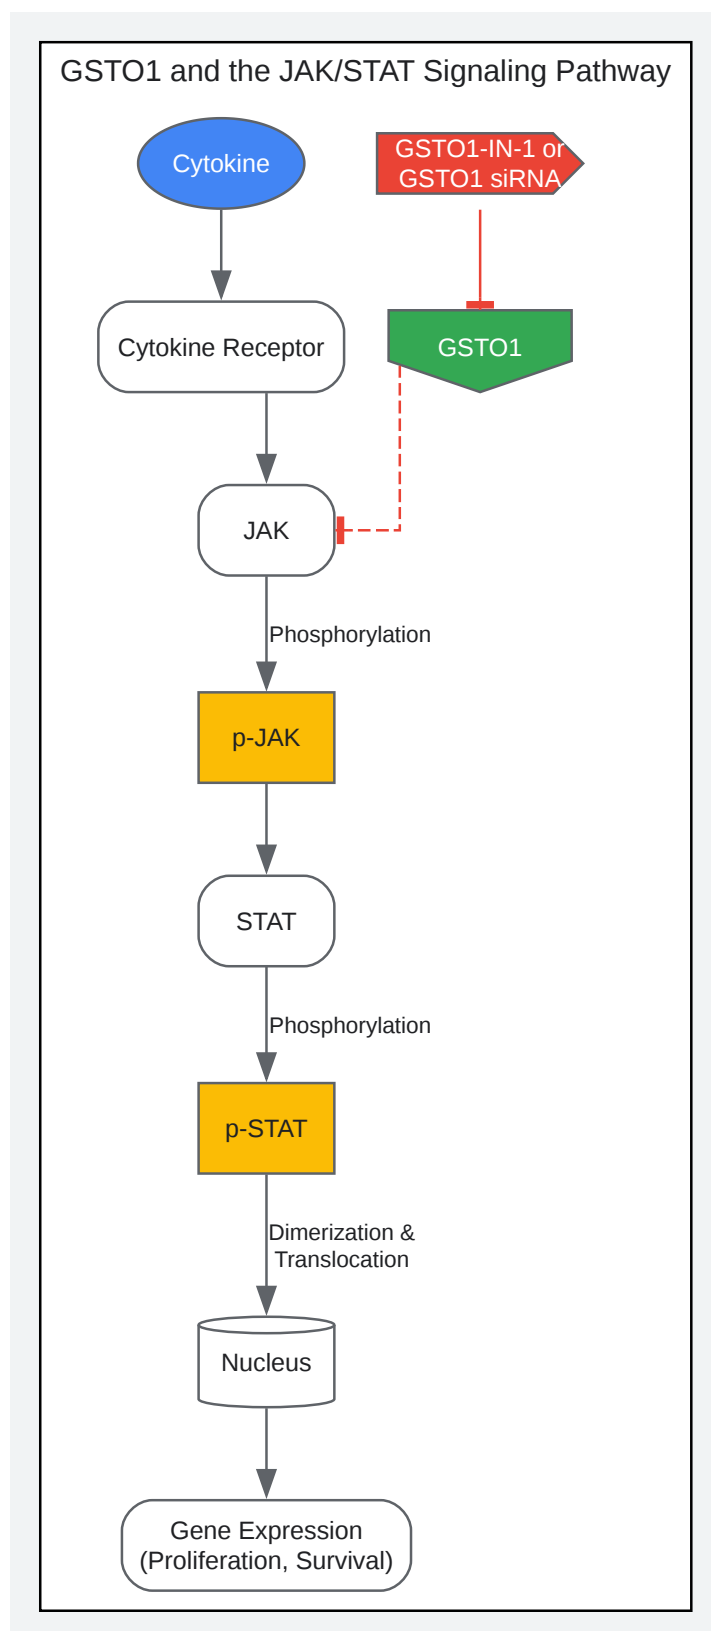 GSTO1 and the JAK/STAT Signaling Pathway
Cytokine
GSTO1-IN-1 or
GSTO1 siRNA
Cytokine Receptor
GSTO1
JAK
Phosphorylation
p-JAK
STAT
Phosphorylation
p-STAT
Dimerization &
Translocation
Nucleus
Gene Expression
(Proliferation, Survival)